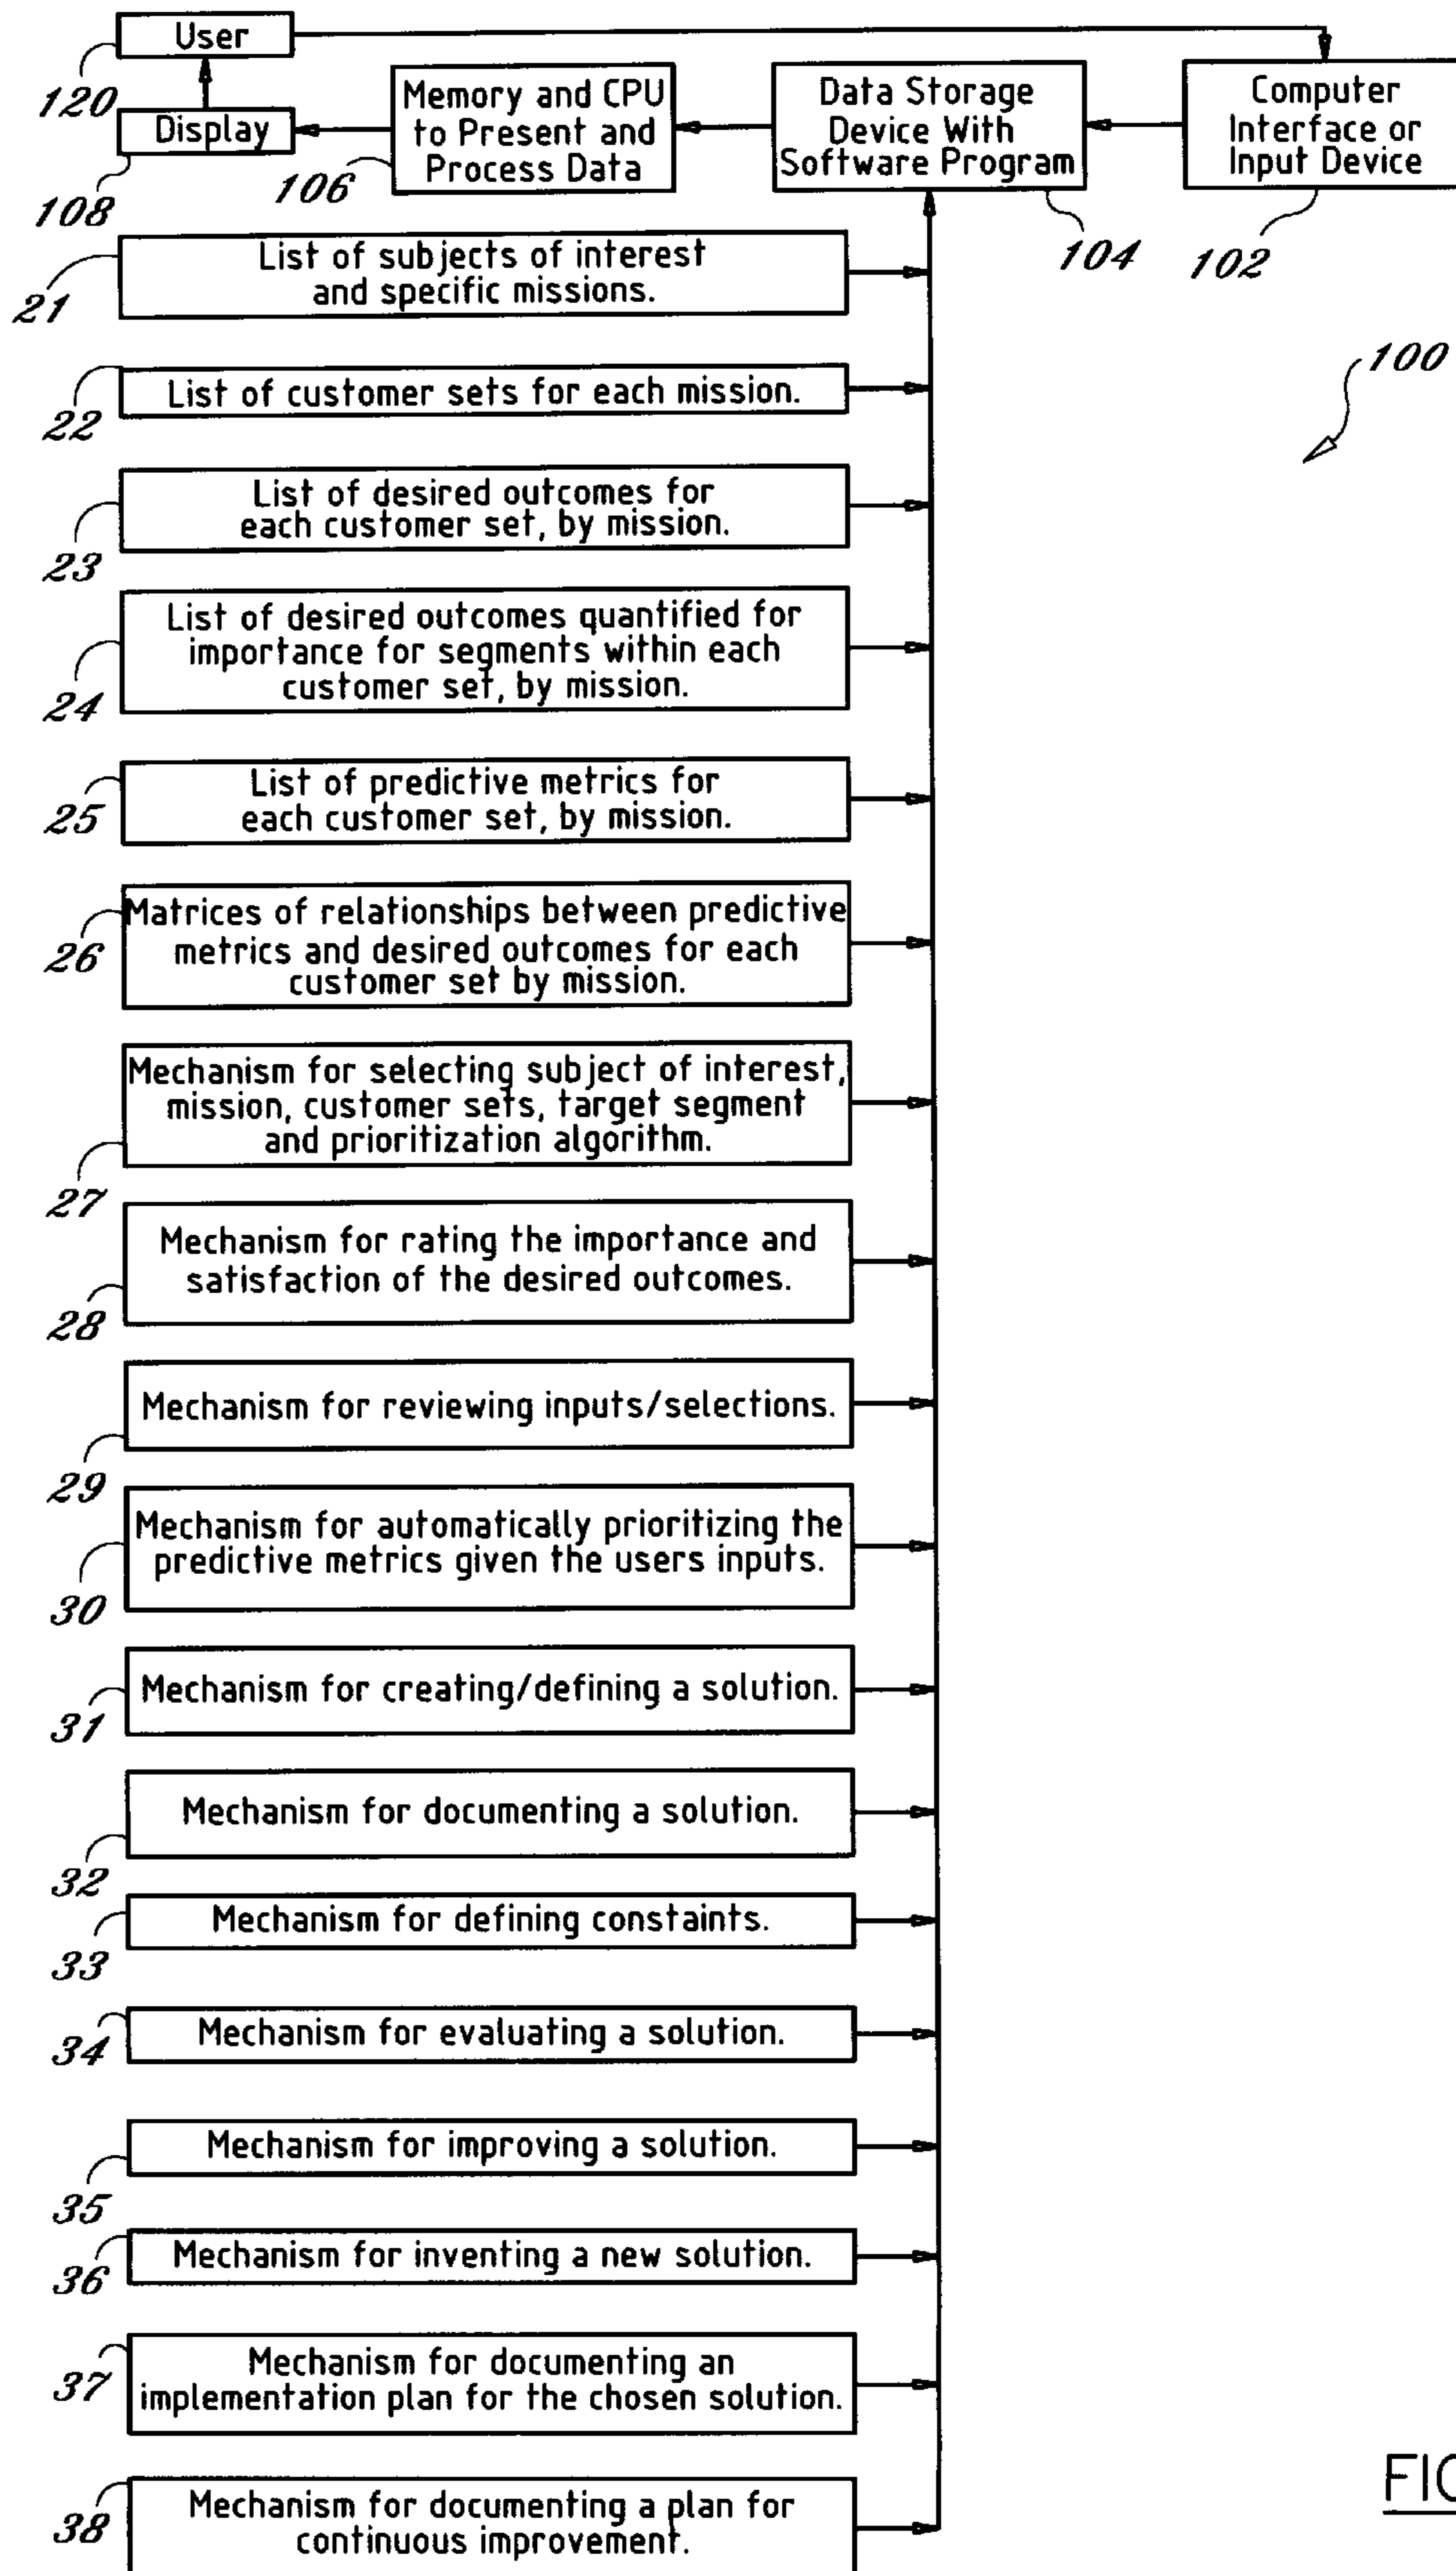 User
120
Display
108
Memory and CPU
to Present and
Process Data
106
Data Storage
Device With
Software Program
104
Computer
Interface or
Input Device
102
100
List of subjects of interest
and specific missions.
21
List of customer sets for each mission.
22
List of desired outcomes for
each customer set, by mission.
23
List of desired outcomes quantified for
importance for segments within each
customer set, by mission.
24
List of predictive metrics for
each customer set, by mission.
25
Matrices of relationships between predictive
metrics and desired outcomes for each
customer set by mission.
26
Mechanism for selecting subject of interest,
mission, customer sets, target segment
and prioritization algorithm.
27
Mechanism for rating the importance and
satisfaction of the desired outcomes.
28
Mechanism for reviewing inputs/selections.
29
Mechanism for automatically prioritizing the
predictive metrics given the users inputs.
30
Mechanism for creating/defining a solution.
31
Mechanism for documenting a solution.
32
Mechanism for defining constaints.
33
Mechanism for evaluating a solution.
34
Mechanism for improving a solution.
35
Mechanism for inventing a new solution.
36
Mechanism for documenting an
implementation plan for the chosen solution.
37
Mechanism for documenting a plan for
continuous improvement.
38